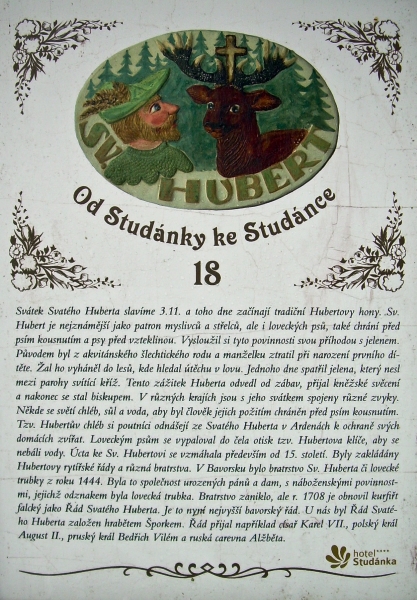 SV. HUBERT
Od Studánky ke Studánce
18
Svátek Svatého Huberta slavíme 3.11. a toho dne začínají tradiční Hubertovy hony. Sv.
Hubert je nejznámější jako patron myslivců a střelců, ale i loveckých psů, také chrání před
psím kousnutím a psy před vzteklinou. Vysloužil si tyto povinnosti svou příhodou s jelenem.
Původem byl z akvitánského šlechtického rodu a manželku ztratil při narození prvního dí-
těte. Žal ho vyháněl do lesů, kde hledal útěchu v lovu. Jednoho dne spatřil jelena, který nesl
mezi parohy svítící kříž. Tento zážitek Huberta odvedl od zábav, přijal kněžské svěcení
a nakonec se stal biskupem. V různých krajích jsou s jeho svátkem spojeny různé zvyky.
Někde se světí chléb, sůl a voda, aby byl člověk jejich požitím chráněn před psím kousnutím.
Tzv. Hubertův chléb si poutníci odnášejí ze Svatého Huberta v Ardenách k ochraně svých
domácích zvířat. Loveckým psům se vypaloval do čela otisk tzv. Hubertova klíče, aby se
neháli vody. Úcta ke Sv. Hubertovi se vzmáhala především od 15. století. Byly zakládány
Hubertovy rytířské řády a různá bratrstva. V Bavorsku bylo bratrstvo Sv. Huberta či lovecké
trubky z roku 1444. Byla to společnost urozených pánů a dam, s náboženskými povinnost-
mi, jejichž odznakem byla lovecká trubka. Bratrstvo zaniklo, ale r. 1708 je obnovil kurfiřt
falcký jako Řád Svatého Huberta. Je to nyní nejvyšší bavorský řád. U nás byl Řád Svaté-
ho Huberta založen hrabětem Šporkem. Řád přijal například císař Karel VII., polský král
August II., pruský král Bedřich Vilém a ruská carevna Alžběta.
hotel****
Studánka